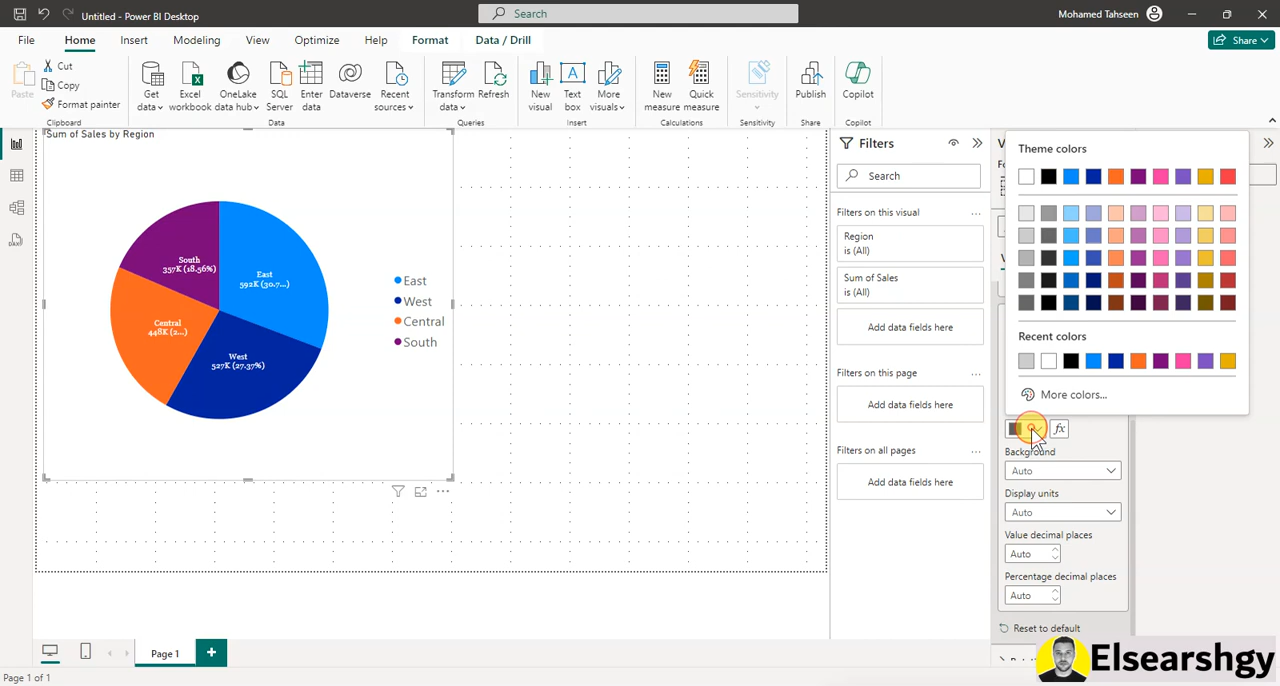 Untitled - Power BI Desktop
Search
Mohamed Tahseen
File
Home
Insert
Modeling
View
Optimize
Help
Format
Data / Drill
Share
Paste
Cut
Copy
Format painter
Clipboard
Get data
Excel workbook
OneLake data hub
SQL Server
Enter data
Dataverse
Recent sources
Data
Transform data
Refresh
Queries
New visual
Text box
More visuals
Insert
New measure
Quick measure
Calculations
Sensitivity
Sensitivity
Publish
Share
Copilot
Copilot
Sum of Sales by Region
South
357K (18.56%)
East
592K (30.7...)
Central
448K (2...)
West
527K (27.37%)
East
West
Central
South
Filters
Search
Filters on this visual
Region
is (All)
Sum of Sales
is (All)
Add data fields here
Filters on this page
Add data fields here
Filters on all pages
Add data fields here
Theme colors
Recent colors
More colors...
fx
Background
Auto
Display units
Auto
Value decimal places
Auto
Percentage decimal places
Auto
Reset to default
Elsearshgy
Page 1
Page 1 of 1